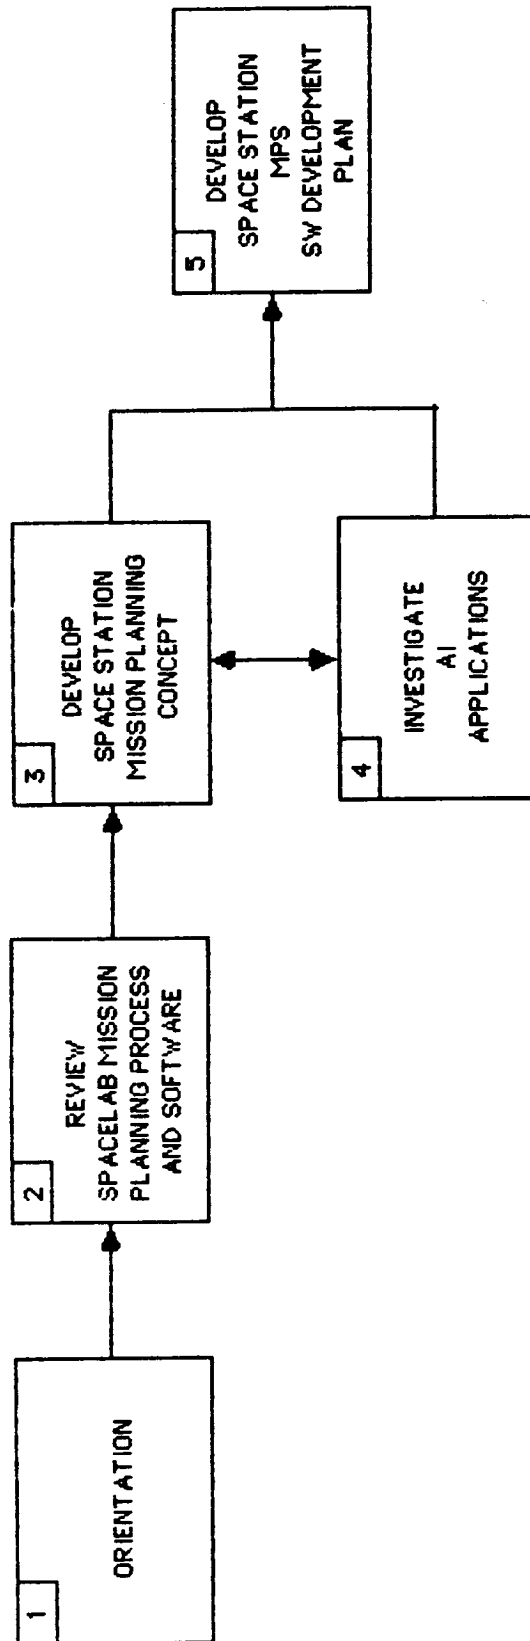 1
ORIENTATION
2
REVIEW
SPACELAB MISSION
PLANNING PROCESS
AND SOFTWARE
3
DEVELOP
SPACE STATION
MISSION PLANNING
CONCEPT
4
INVESTIGATE
AI
APPLICATIONS
5
DEVELOP
SPACE STATION
MPS
SW DEVELOPMENT
PLAN